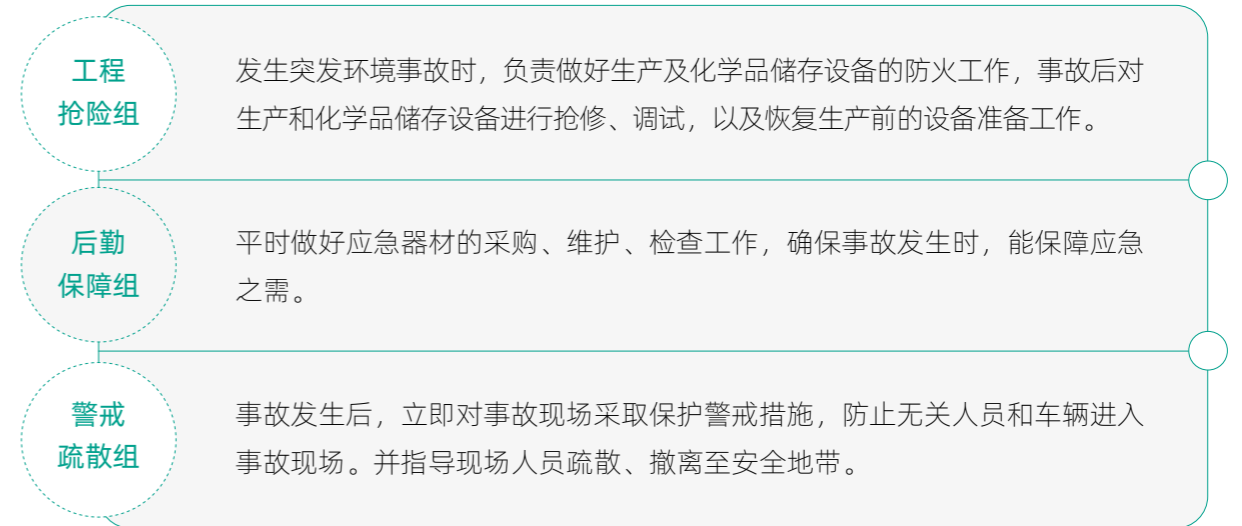 工程
抢险组
发生突发环境事故时，负责做好生产及化学品储存设备的防火工作，事故后对
生产和化学品储存设备进行抢修、调试，以及恢复生产前的设备准备工作。
后勤
保障组
平时做好应急器材的采购、维护、检查工作，确保事故发生时，能保障应急
之需。
警戒
疏散组
事故发生后，立即对事故现场采取保护警戒措施，防止无关人员和车辆进入
事故现场。并指导现场人员疏散、撤离至安全地带。